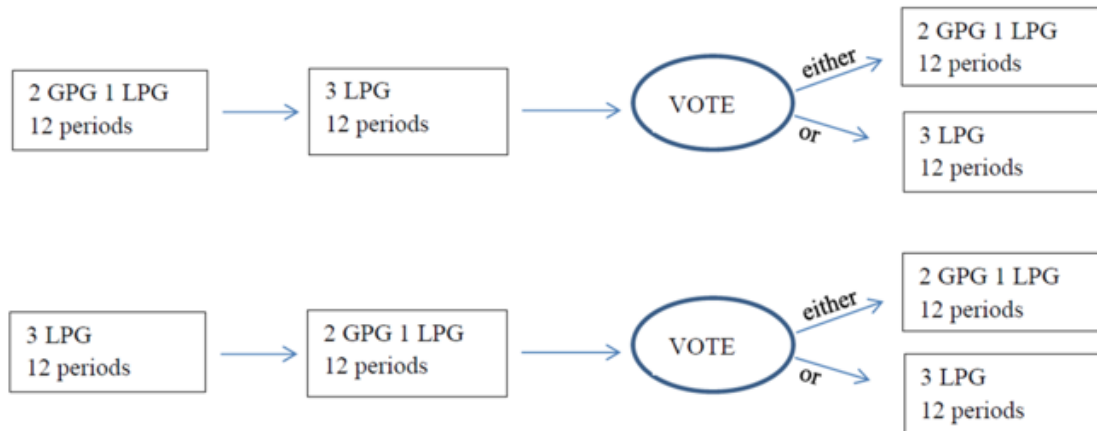 2 GPG 1 LPG
12 periods
3 LPG
12 periods
VOTE
either
or
2 GPG 1 LPG
12 periods
3 LPG
12 periods
3 LPG
12 periods
2 GPG 1 LPG
12 periods
VOTE
either
or
2 GPG 1 LPG
12 periods
3 LPG
12 periods